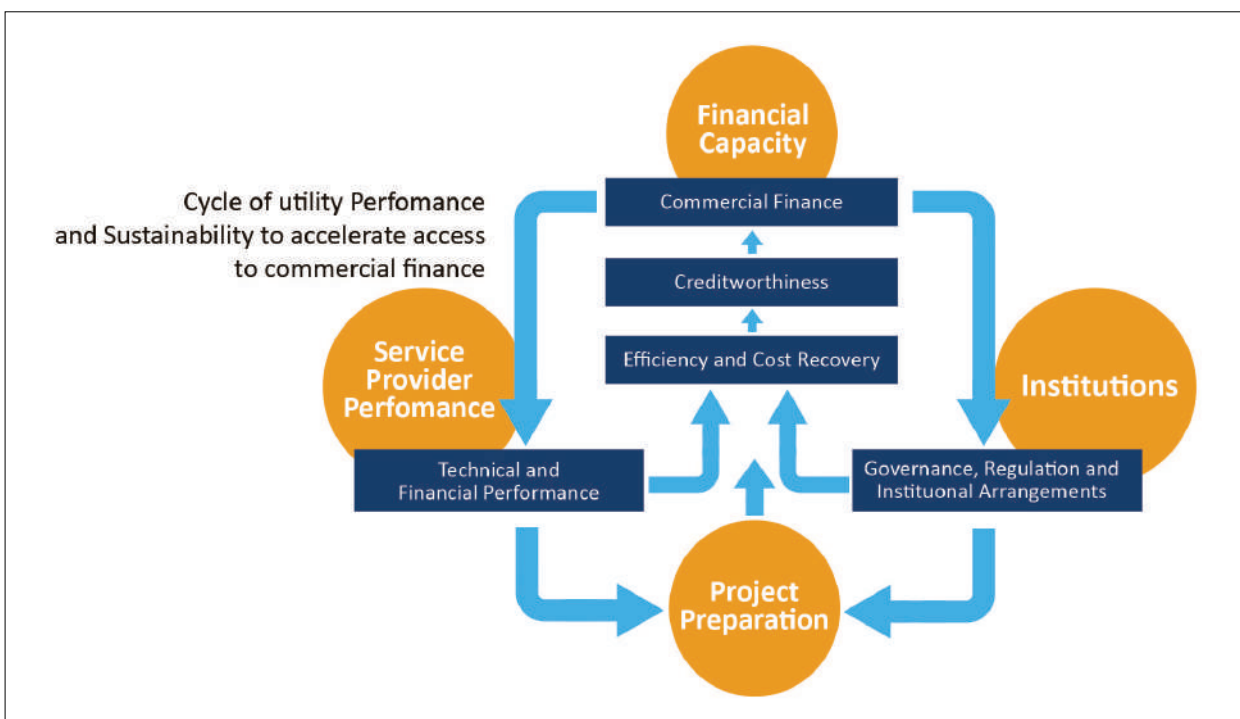 Financial
Capacity
Cycle of utility Perfomance
and Sustainability to accelerate access
to commercial finance
Commercial Finance
Creditworthiness
Efficiency and Cost Recovery
Service
Provider
Perfomance
Institutions
Technical and
Financial Performance
Governance, Regulation and
Instituonal Arrangements
Project
Preparation